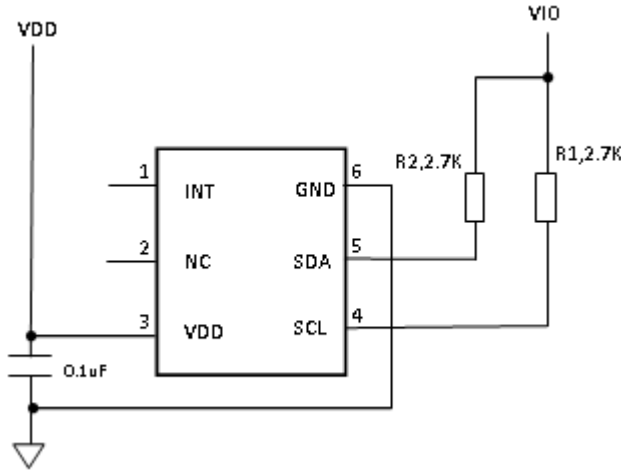 VDD
VIO
R2,2.7K
R1,2.7K
1
INT
GND
6
2
NC
SDA
5
3
VDD
SCL
4
0.1uF